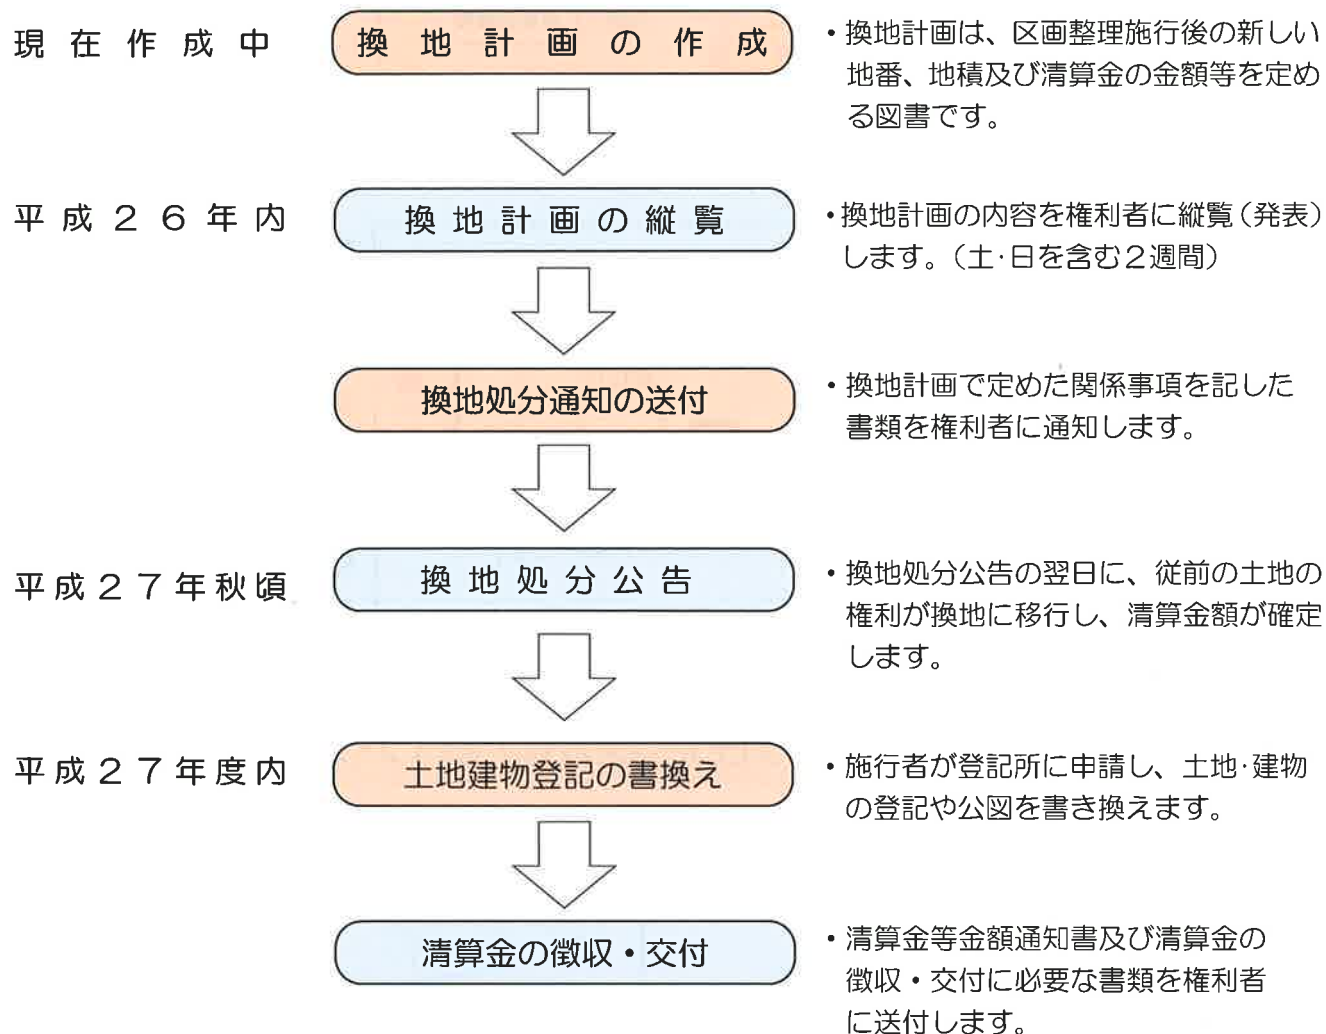 現在作成中
換地計画の作成
・換地計画は、区画整理施行後の新しい
地番、地積及び清算金の金額等を定め
る図書です。
平成26年内
換地計画の縦覧
・換地計画の内容を権利者に縦覧(発表)
します。(土・日を含む2週間)
換地処分通知の送付
・換地計画で定めた関係事項を記した
書類を権利者に通知します。
平成27年秋頃
換地処分公告
・換地処分公告の翌日に、従前の土地の
権利が換地に移行し、清算金額が確定
します。
平成27年度内
土地建物登記の書換え
・施行者が登記所に申請し、土地・建物
の登記や公図を書き換えます。
清算金の徴収・交付
・清算金等金額通知書及び清算金の
徴収・交付に必要な書類を権利者
に送付します。